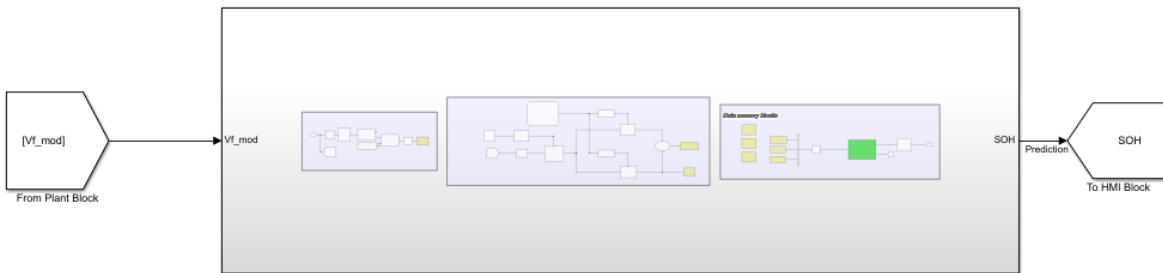 Data memory blocks
[Vf_mod]
Vf_mod
SOH
Prediction
SOH
From Plant Block
To HMI Block